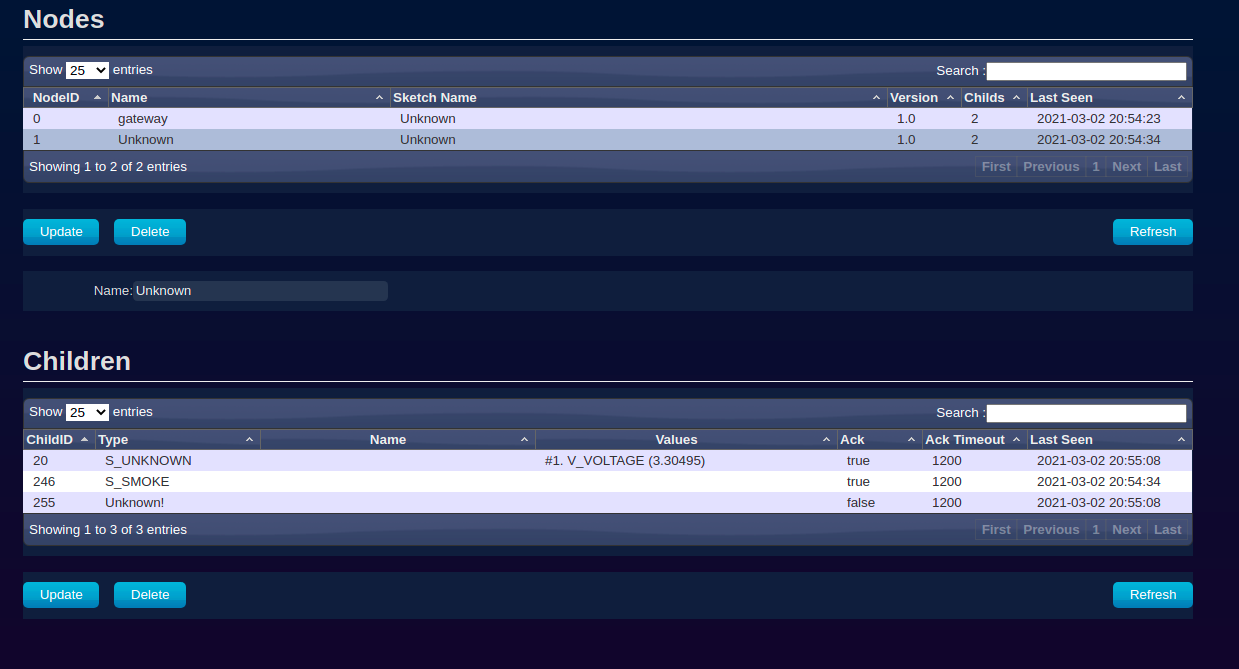 Nodes
Show 25 entries Search :
NodeID Name Sketch Name Version Childs Last Seen
0 gateway Unknown 1.0 2 2021-03-02 20:54:23
1 Unknown Unknown 1.0 2 2021-03-02 20:54:34
Showing 1 to 2 of 2 entries First Previous 1 Next Last
Update Delete Refresh
Name: Unknown
Children
Show 25 entries Search :
ChildID Type Name Values Ack Ack Timeout Last Seen
20 S_UNKNOWN #1. V_VOLTAGE (3.30495) true 1200 2021-03-02 20:55:08
246 S_SMOKE true 1200 2021-03-02 20:54:34
255 Unknown! false 1200 2021-03-02 20:55:08
Showing 1 to 3 of 3 entries First Previous 1 Next Last
Update Delete Refresh